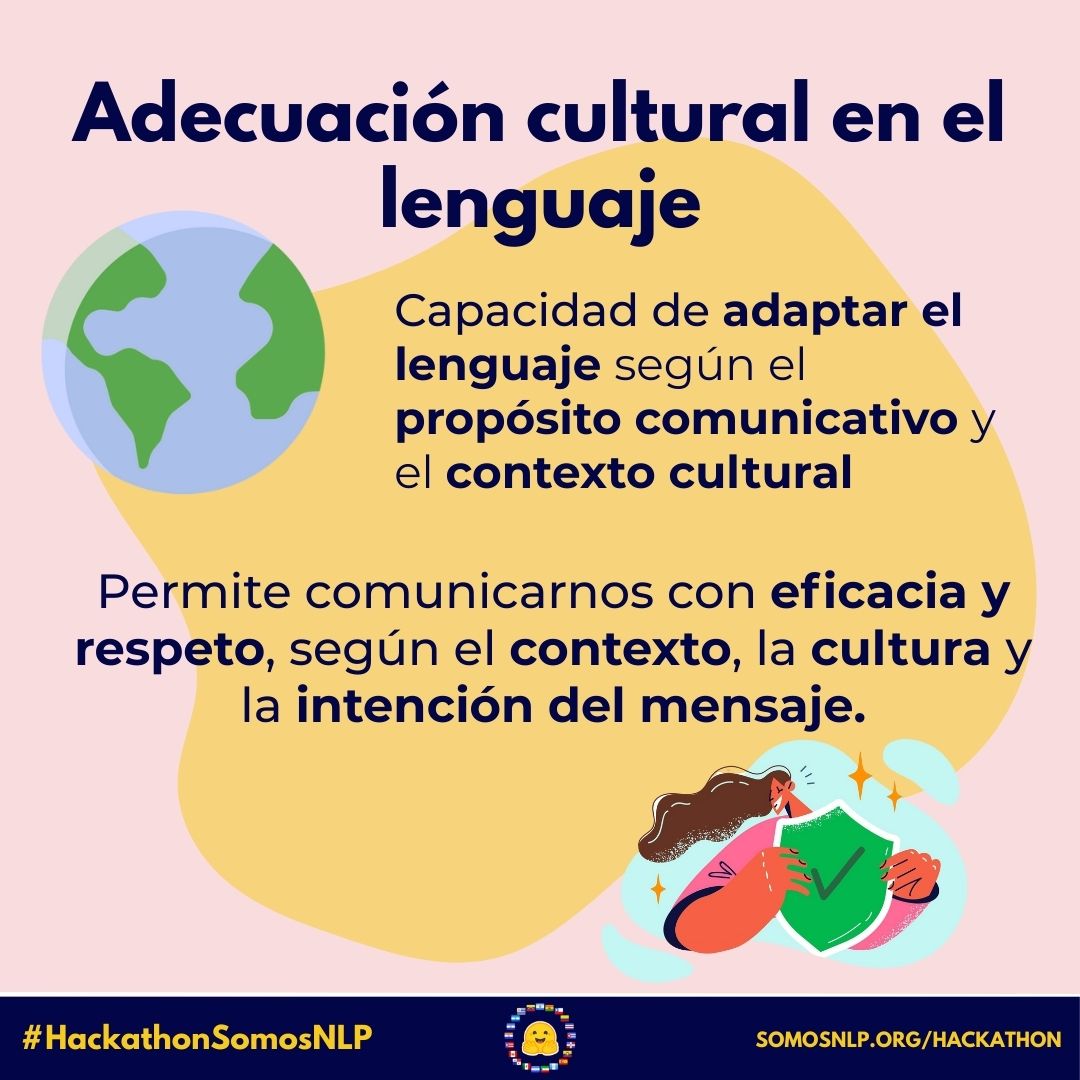 Adecuación cultural en el
lenguaje
Capacidad de adaptar el
lenguaje según el
propósito comunicativo y
el contexto cultural
Permite comunicarnos con eficacia y
respeto, según el contexto, la cultura y
la intención del mensaje.
#HackathonSomosNLP
SOMOSNLP.ORG/HACKATHON